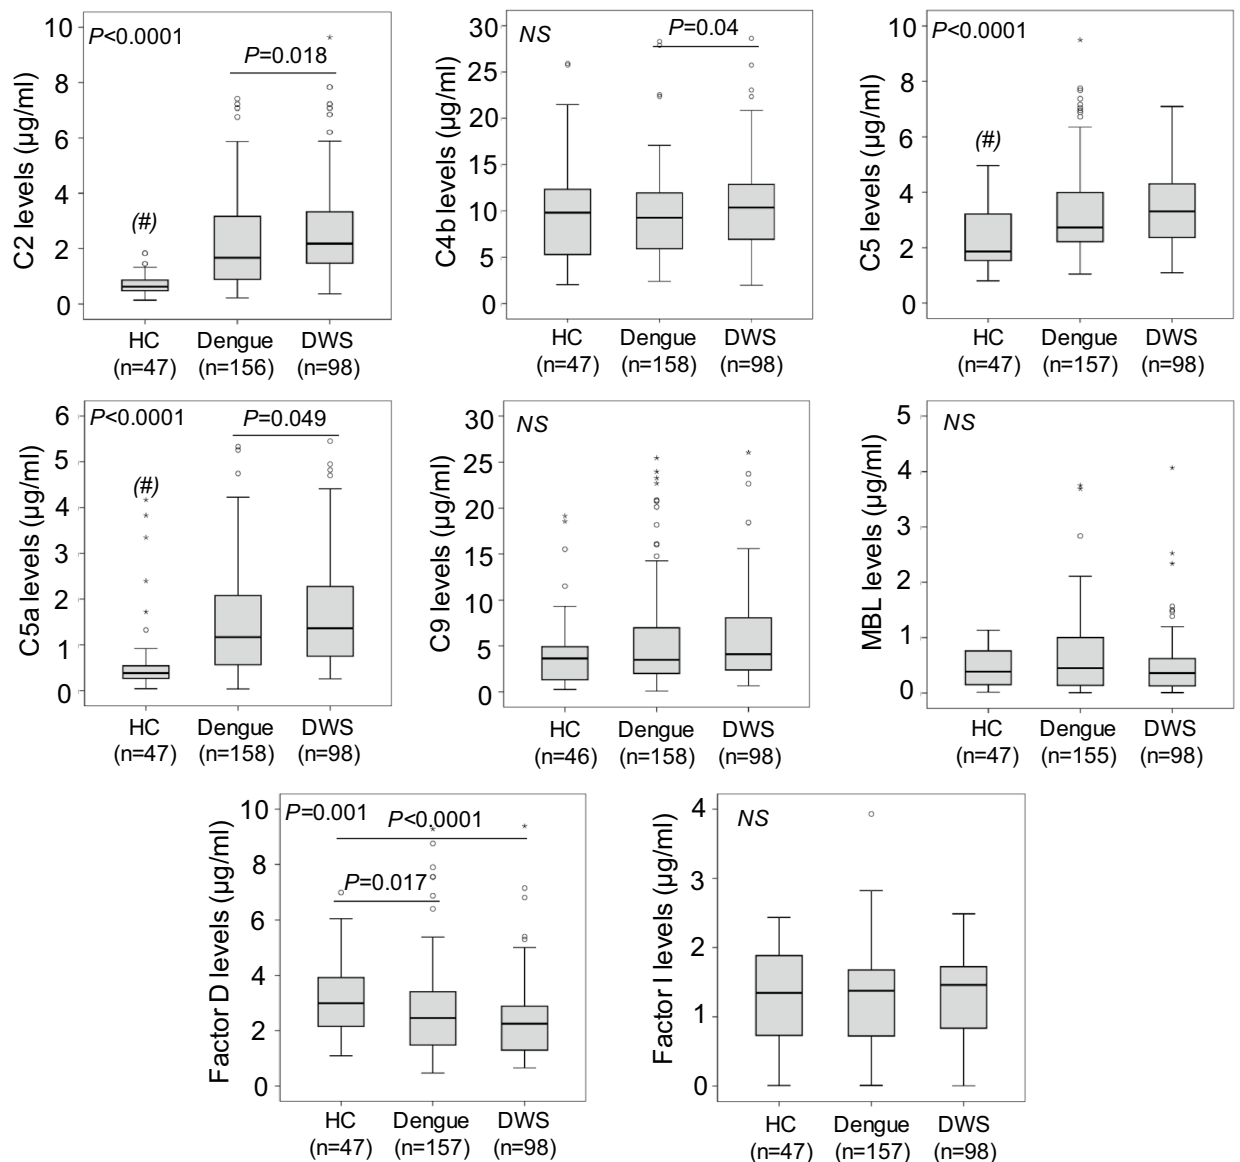 P<0.0001
P=0.018
(#)
C2 levels (µg/ml)
10
8
6
4
2
0
HC
(n=47)
Dengue
(n=156)
DWS
(n=98)
NS
P=0.04
C4b levels (µg/ml)
30
25
20
15
10
5
0
HC
(n=47)
Dengue
(n=158)
DWS
(n=98)
P<0.0001
(#)
C5 levels (µg/ml)
10
8
6
4
2
0
HC
(n=47)
Dengue
(n=157)
DWS
(n=98)
P<0.0001
P=0.049
(#)
C5a levels (µg/ml)
6
5
4
3
2
1
0
HC
(n=47)
Dengue
(n=158)
DWS
(n=98)
NS
C9 levels (µg/ml)
30
25
20
15
10
5
0
HC
(n=46)
Dengue
(n=158)
DWS
(n=98)
NS
MBL levels (µg/ml)
5
4
3
2
1
0
HC
(n=47)
Dengue
(n=155)
DWS
(n=98)
P=0.001
P<0.0001
P=0.017
Factor D levels (µg/ml)
10
8
6
4
2
0
HC
(n=47)
Dengue
(n=157)
DWS
(n=98)
NS
Factor I levels (µg/ml)
4
3
2
1
0
HC
(n=47)
Dengue
(n=157)
DWS
(n=98)